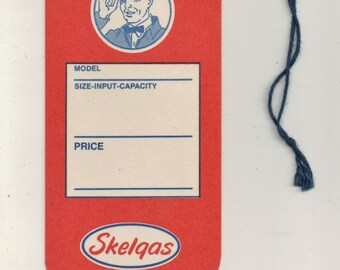 MODEL
SIZE-INPUT-CAPACITY
PRICE
Skelgas